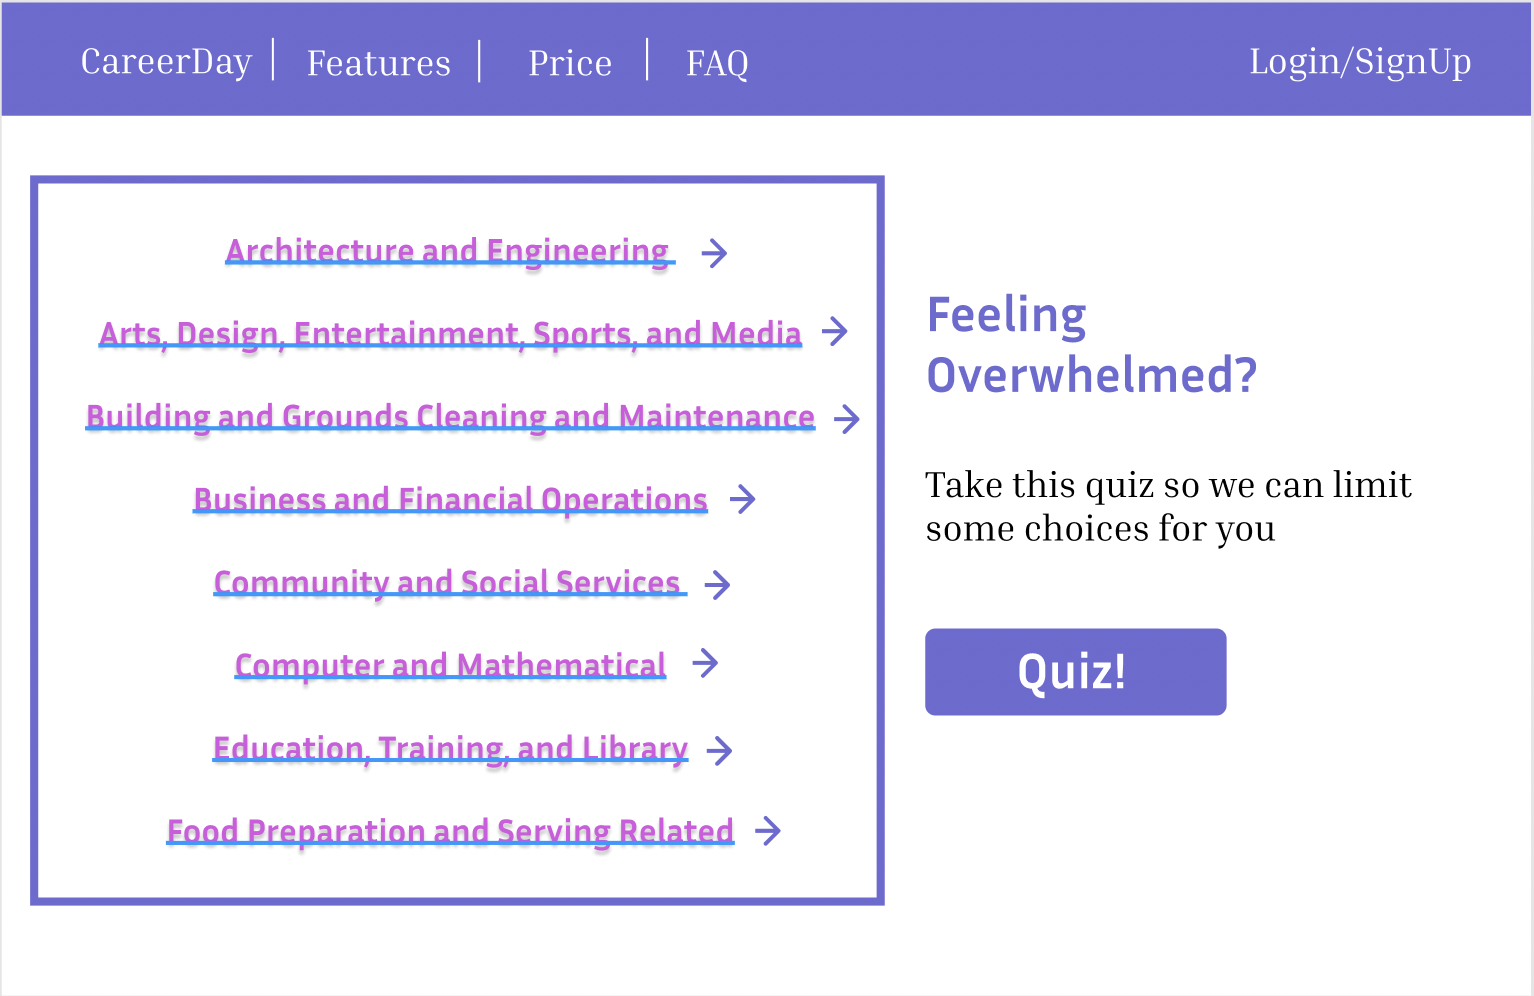 CareerDay | Features | Price | FAQ Login/SignUp
Architecture and Engineering
Arts, Design, Entertainment, Sports, and Media
Building and Grounds Cleaning and Maintenance
Business and Financial Operations
Community and Social Services
Computer and Mathematical
Education, Training, and Library
Food Preparation and Serving Related
Feeling
Overwhelmed?
Take this quiz so we can limit
some choices for you
Quiz!